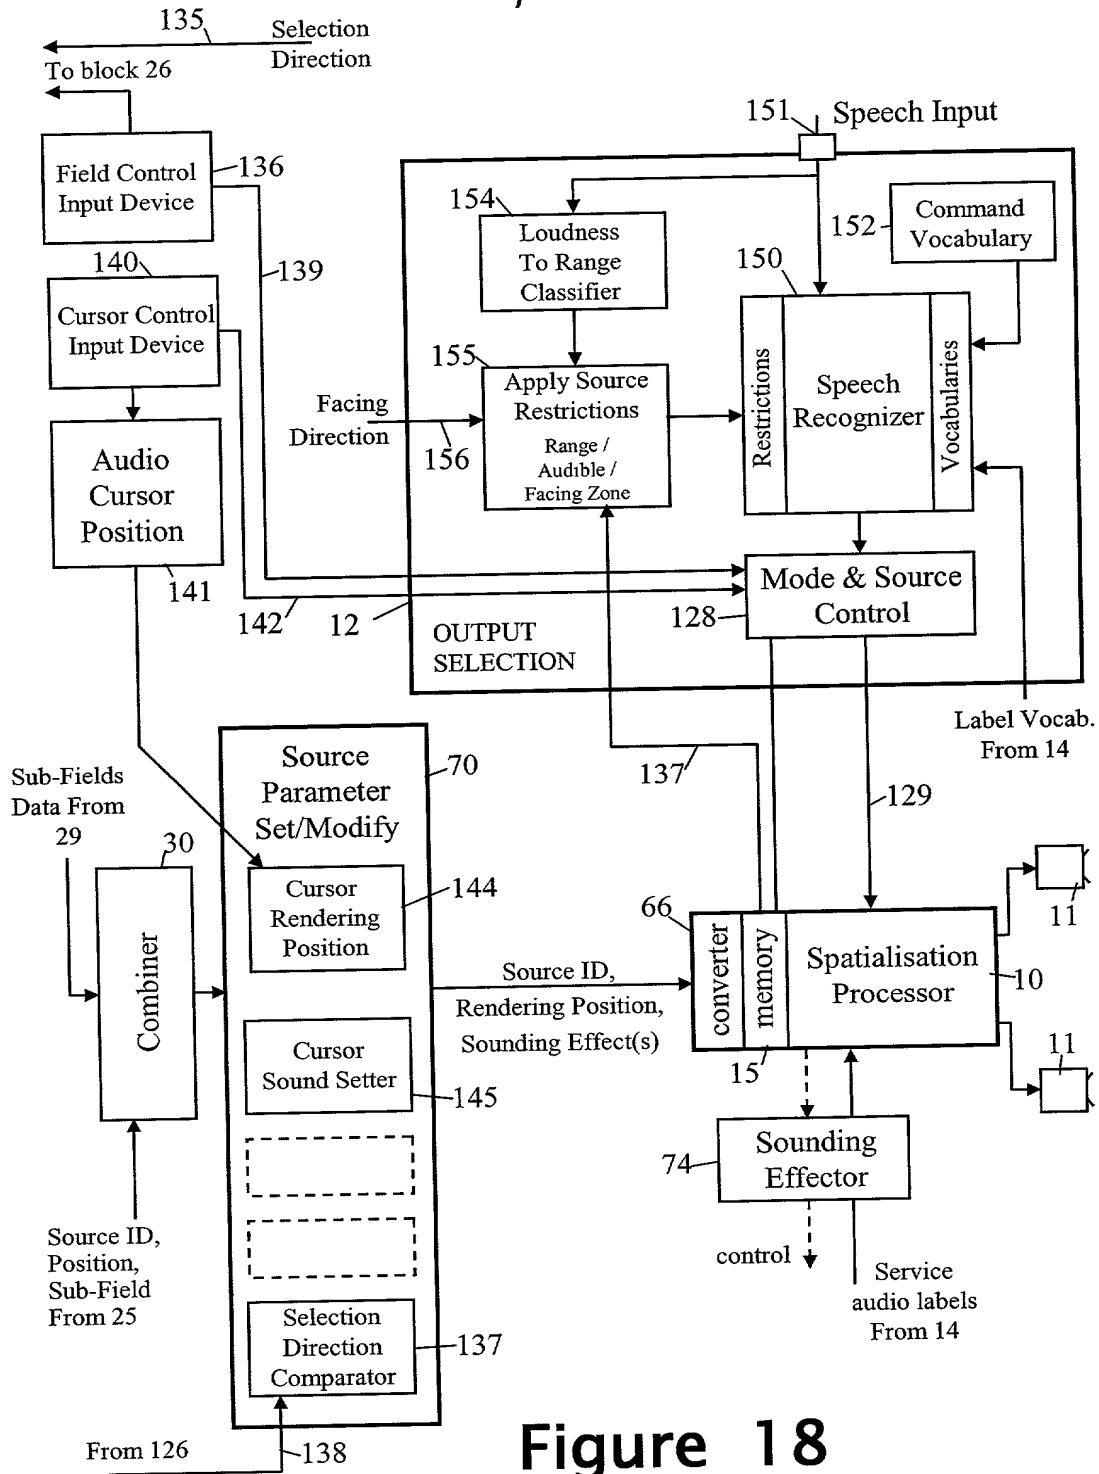 135
Selection
Direction
To block 26
151
Speech Input
Field Control
Input Device
136
154
Loudness
To Range
Classifier
152
Command
Vocabulary
140
139
150
Cursor Control
Input Device
155
Apply Source
Restrictions
Range /
Audible /
Facing Zone
Restrictions
Speech
Recognizer
Vocabularies
Facing
Direction
156
Audio
Cursor
Position
141
142
12
128
Mode & Source
Control
OUTPUT
SELECTION
Label Vocab.
From 14
137
129
Sub-Fields
Data From
29
30
Source
Parameter
Set/Modify
70
Combiner
Cursor
Rendering
Position
144
66
converter
memory
Spatialisation
Processor
10
11
11
15
Source ID,
Rendering Position,
Sounding Effect(s)
Cursor
Sound Setter
145
74
Sounding
Effector
control
Service
audio labels
From 14
Source ID,
Position,
Sub-Field
From 25
Selection
Direction
Comparator
137
From 126
138
Figure 18